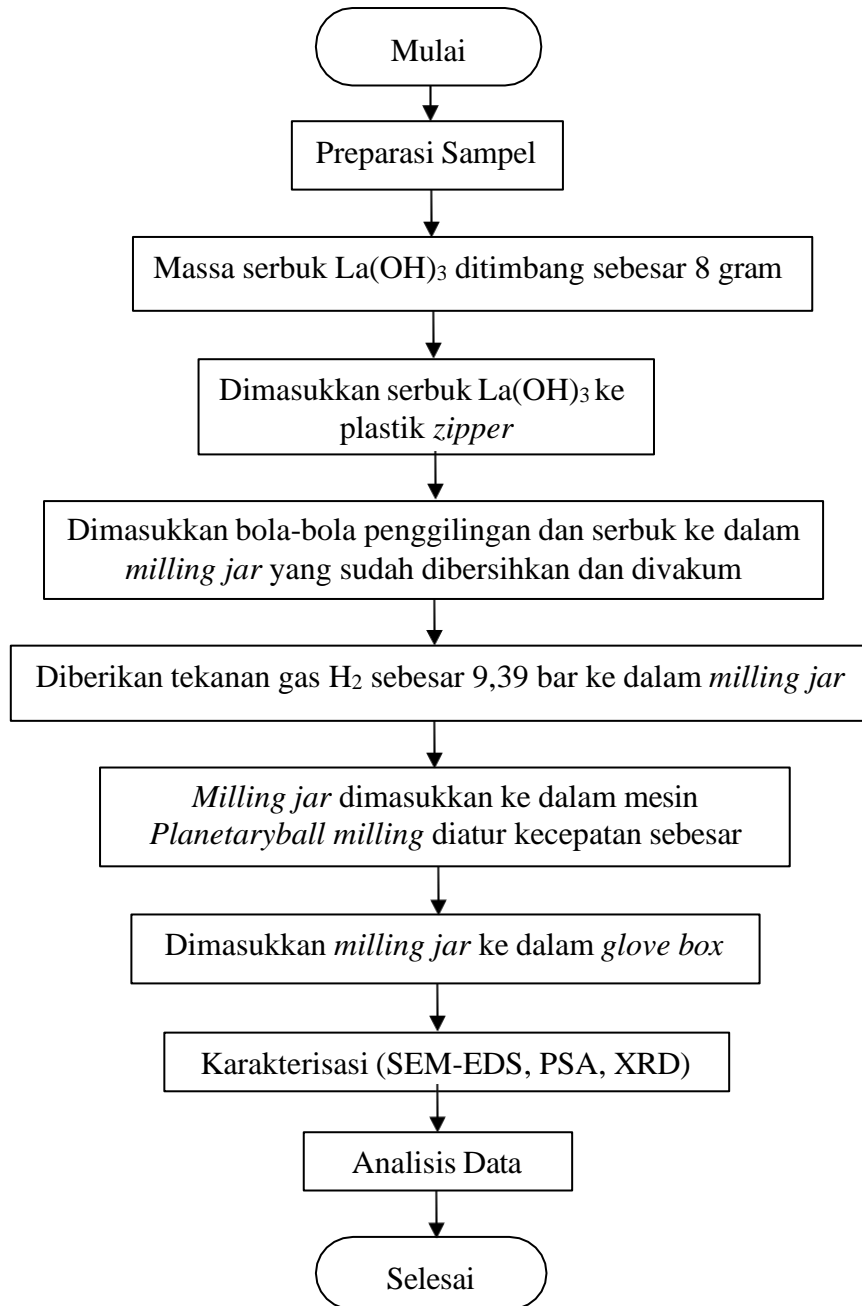 Mulai
Preparasi Sampel
Massa serbuk La(OH)₃ ditimbang sebesar 8 gram
Dimasukkan serbuk La(OH)₃ ke
plastik zipper
Dimasukkan bola-bola penggilingan dan serbuk ke dalam
milling jar yang sudah dibersihkan dan divakum
Diberikan tekanan gas H₂ sebesar 9,39 bar ke dalam milling jar
Milling jar dimasukkan ke dalam mesin
Planetaryball milling diatur kecepatan sebesar
Dimasukkan milling jar ke dalam glove box
Karakterisasi (SEM-EDS, PSA, XRD)
Analisis Data
Selesai